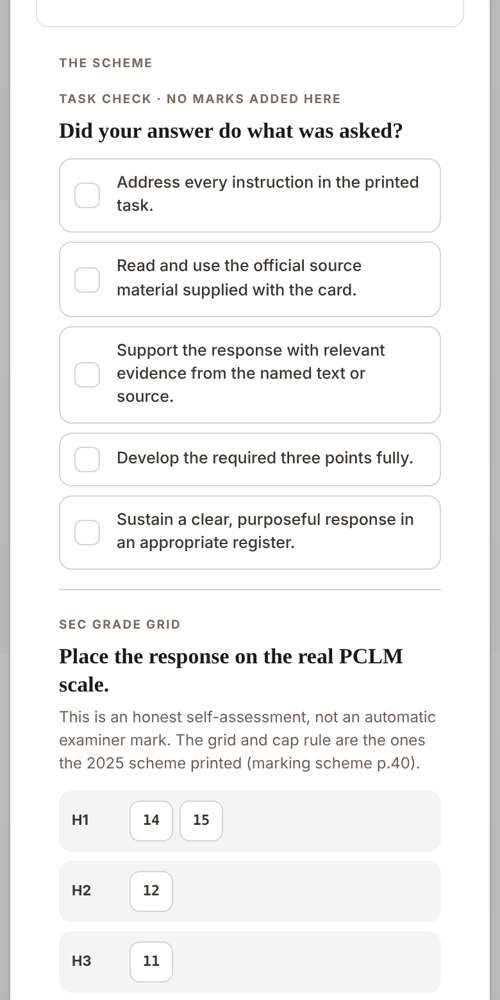 THE SCHEME
TASK CHECK · NO MARKS ADDED HERE
Did your answer do what was asked?
Address every instruction in the printed
task.
Read and use the official source
material supplied with the card.
Support the response with relevant
evidence from the named text or
source.
Develop the required three points fully.
Sustain a clear, purposeful response in
an appropriate register.
SEC GRADE GRID
Place the response on the real PCLM
scale.
This is an honest self-assessment, not an automatic
examiner mark. The grid and cap rule are the ones
the 2025 scheme printed (marking scheme p.40).
H1 14 15
H2 12
H3 11